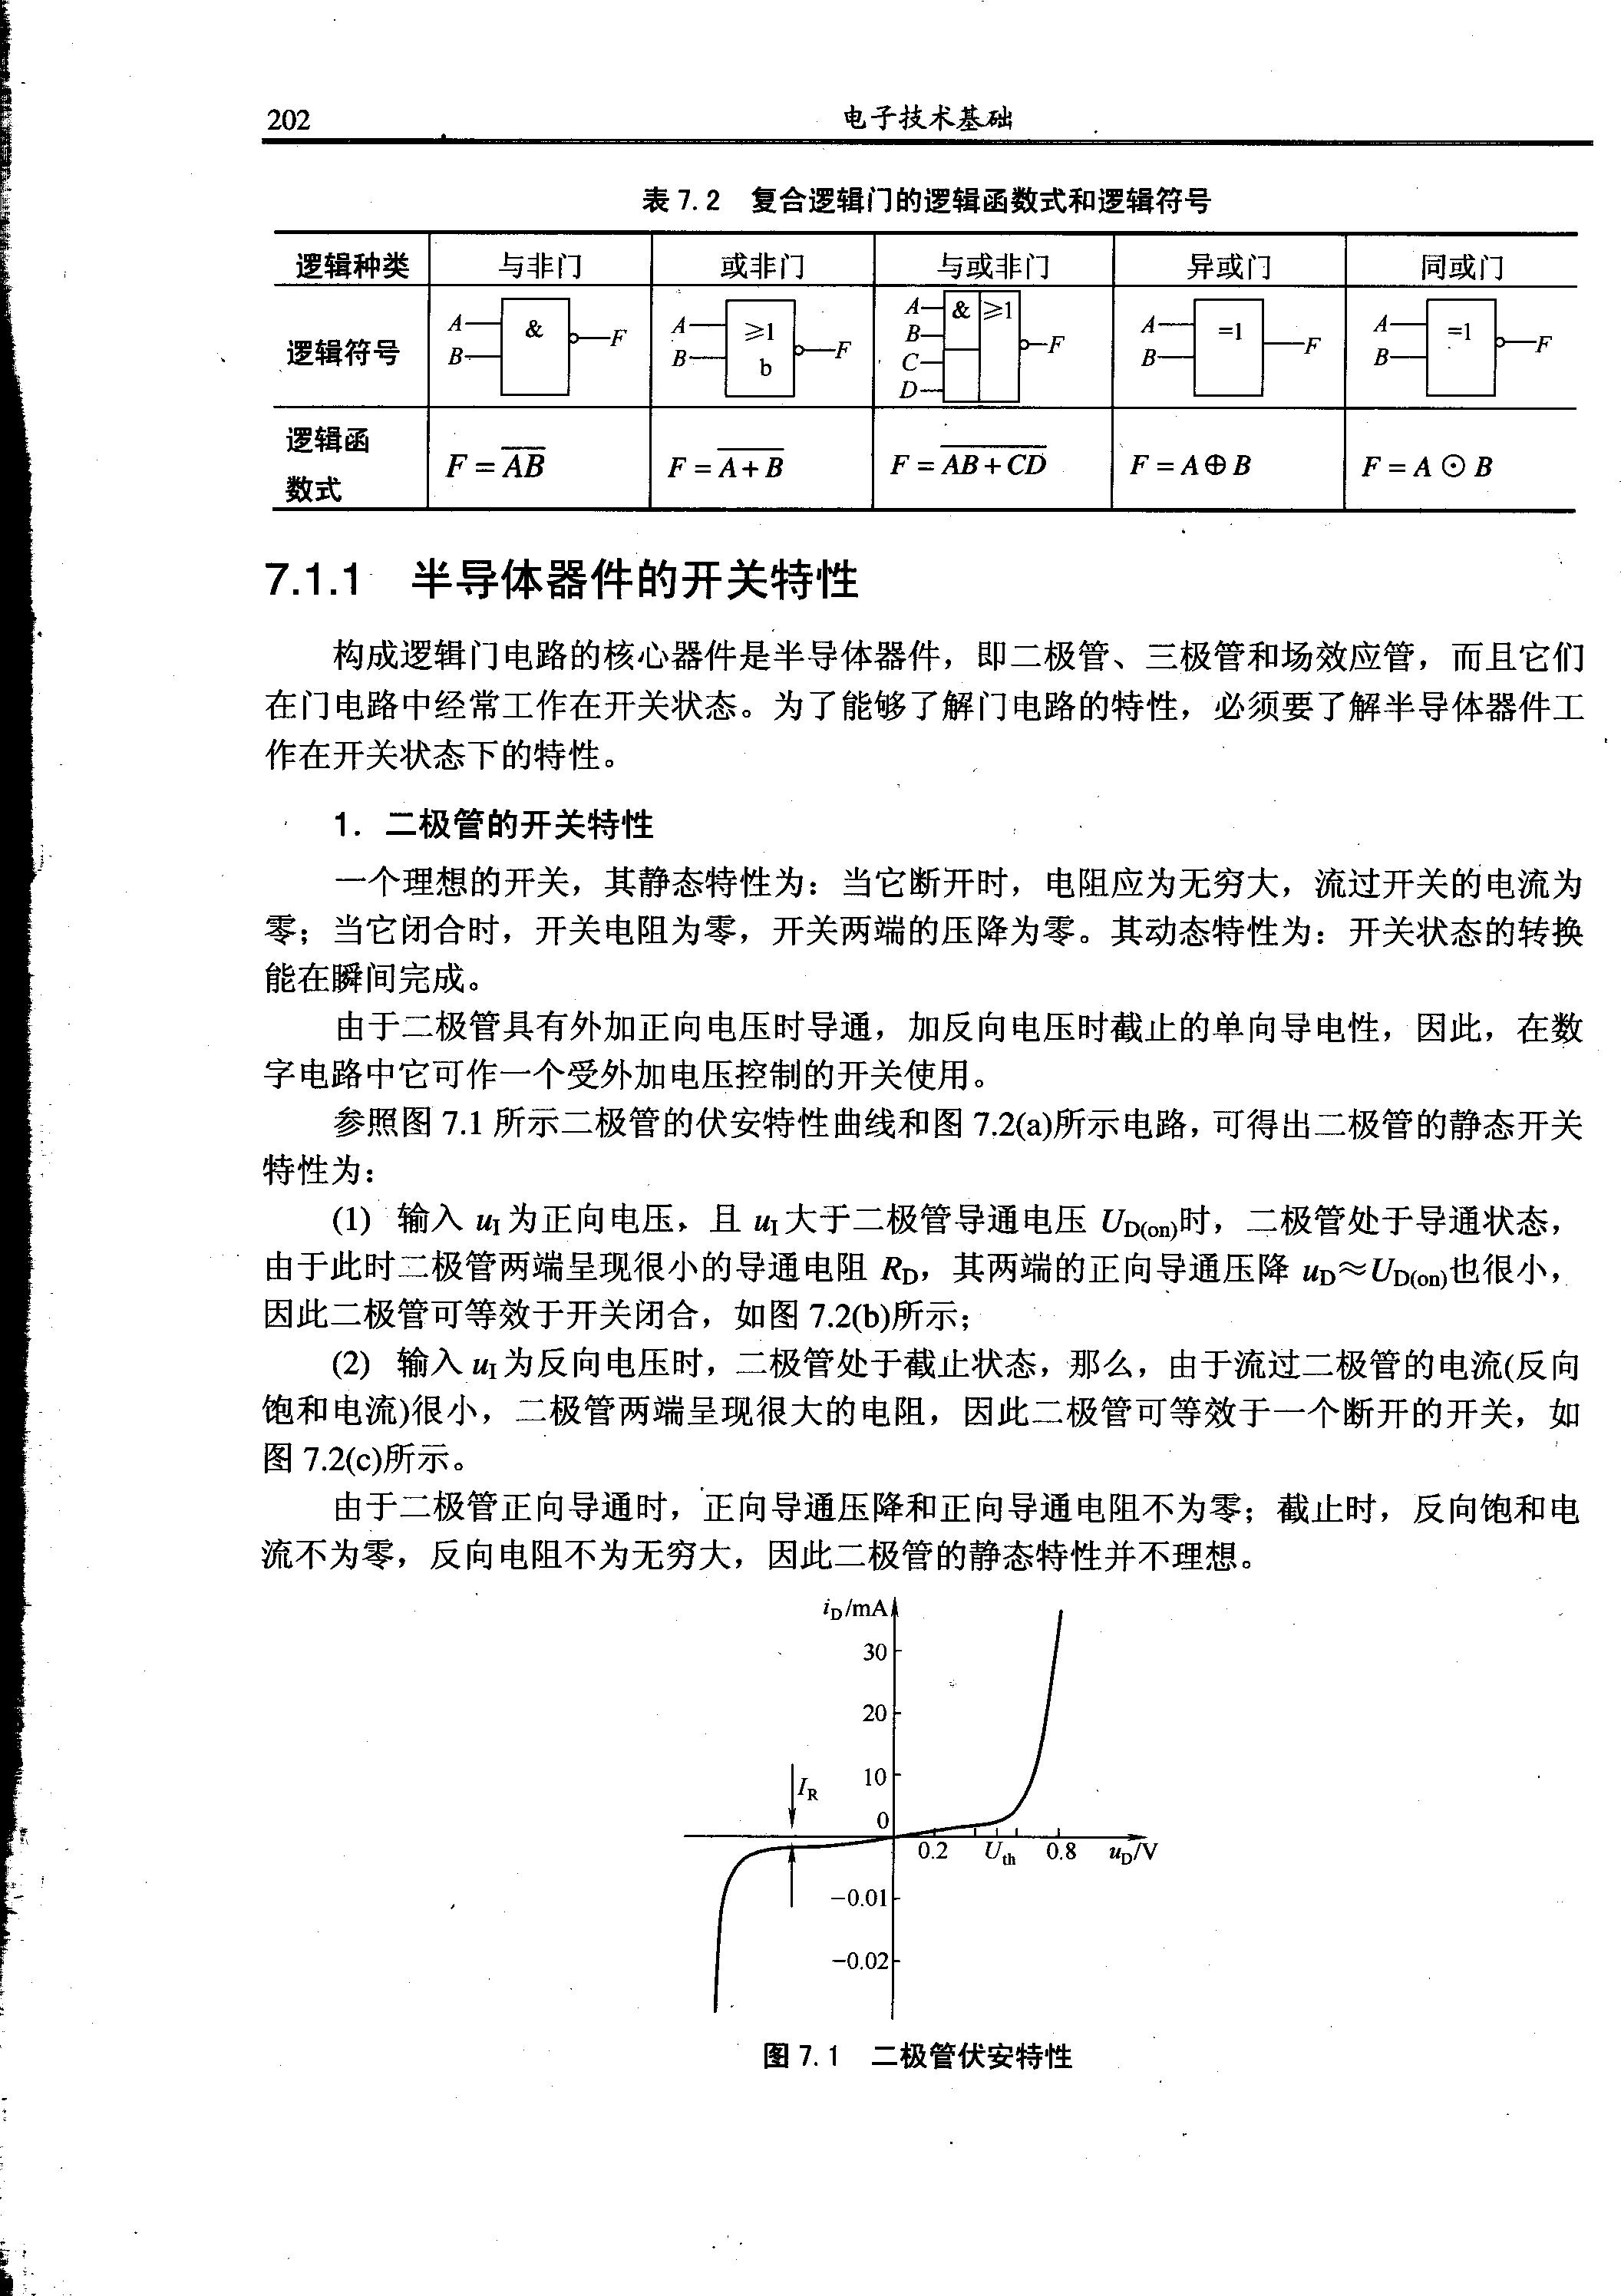 202 电子技术基础
表 7.2 复合逻辑门的逻辑函数式和逻辑符号
逻辑种类 与非门 或非门 与或非门 异或门 同或门
逻辑符号
A B & F
A B ≥1 b F
A B C D & ≥1 F
A B =1 F
A B =1 F
逻辑函
数式
F = \overline{AB}
F = \overline{A+B}
F = \overline{AB+CD}
F = A⊕B
F = A⊙B
7.1.1 半导体器件的开关特性
构成逻辑门电路的核心器件是半导体器件，即二极管、三极管和场效应管，而且它们
在门电路中经常工作在开关状态。为了能够了解门电路的特性，必须要了解半导体器件工
作在开关状态下的特性。
1. 二极管的开关特性
一个理想的开关，其静态特性为：当它断开时，电阻应为无穷大，流过开关的电流为
零；当它闭合时，开关电阻为零，开关两端的压降为零。其动态特性为：开关状态的转换
能在瞬间完成。
由于二极管具有外加正向电压时导通，加反向电压时截止的单向导电性，因此，在数
字电路中它可作一个受外加电压控制的开关使用。
参照图 7.1 所示二极管的伏安特性曲线和图 7.2(a)所示电路，可得出二极管的静态开关
特性为：
(1) 输入 uI 为正向电压，且 uI 大于二极管导通电压 UD(on)时，二极管处于导通状态，
由于此时二极管两端呈现很小的导通电阻 RD，其两端的正向导通压降 uD≈UD(on)也很小，
因此二极管可等效于开关闭合，如图 7.2(b)所示；
(2) 输入 uI 为反向电压时，二极管处于截止状态，那么，由于流过二极管的电流(反向
饱和电流)很小，二极管两端呈现很大的电阻，因此二极管可等效于一个断开的开关，如
图 7.2(c)所示。
由于二极管正向导通时，正向导通压降和正向导通电阻不为零；截止时，反向饱和电
流不为零，反向电阻不为无穷大，因此二极管的静态特性并不理想。
iD/mA
30
20
IR 10
0
0.2 Uth 0.8 uD/V
−0.01
−0.02
图 7.1 二极管伏安特性